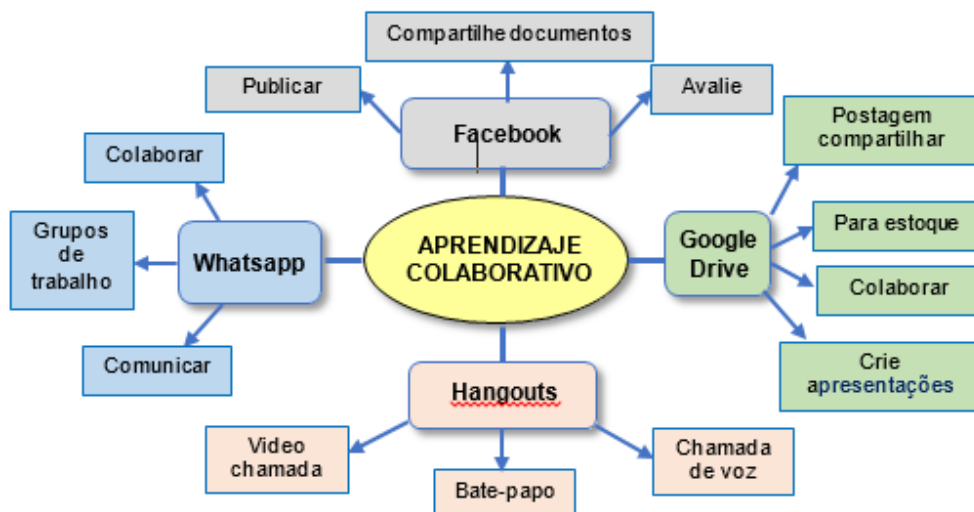 Compartilhe documentos
Publicar
Avalie
Facebook
Postagem
compartilhar
Colaborar
Grupos
de
trabalho
Whatsapp
APRENDIZAJE
COLABORATIVO
Google
Drive
Para estoque
Colaborar
Comunicar
Crie
apresentações
Hangouts
Video
chamada
Bate-papo
Chamada
de voz